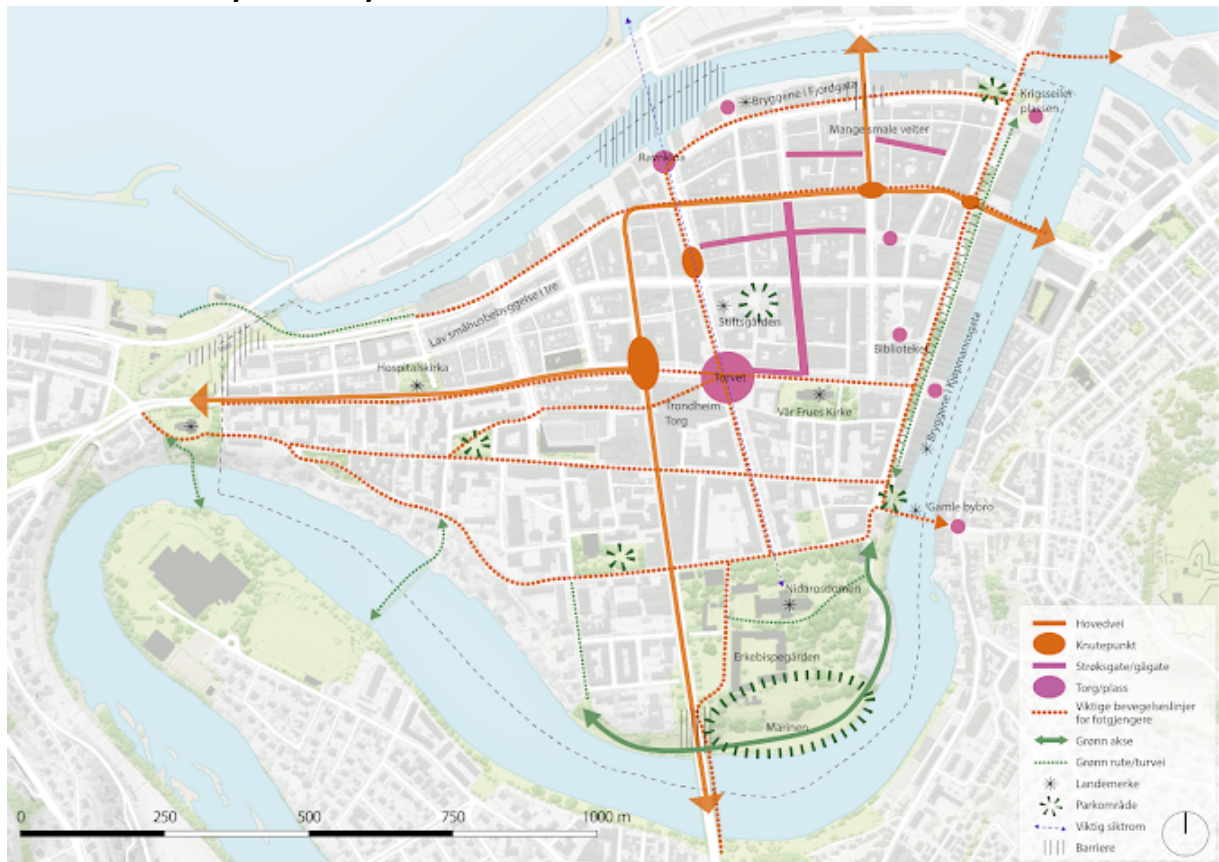 Bryggene i Fjordgata
Krigsseiler
plassen
Mange smale veiter
Ravnkloa
Lav småhusbebyggelse i tre
Stiftsgården
Hospitalskirka
Biblioteket
Torvet
Trondheim
Torg
Vår Frues Kirke
Bryggene i Kjøpmannsgata
Gamle bybro
Nidarosdomen
Erkebispegården
Marinen
Hovedvei
Knutepunkt
Strøksgate/gågate
Torg/plass
Viktige bevegelseslinjer
for fotgjengere
Grønn akse
Grønn rute/turvei
Landemerke
Parkområde
Viktig siktrom
Barriere
0 250 500 750 1000 m